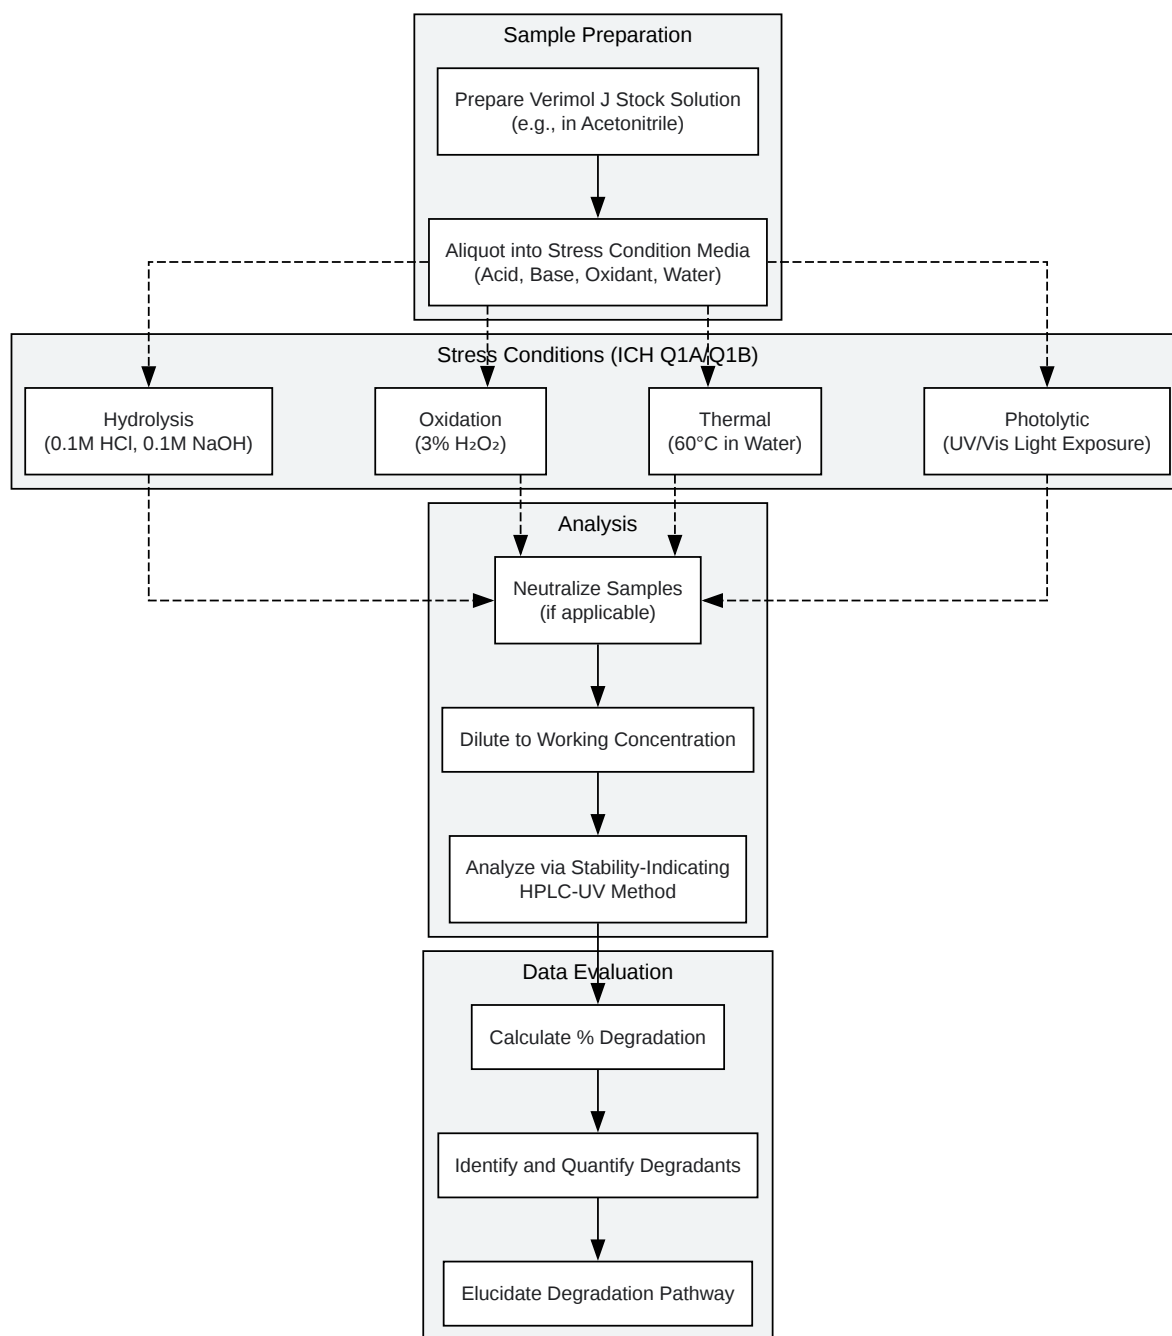 Sample Preparation
Prepare Verimol J Stock Solution
(e.g., in Acetonitrile)
Aliquot into Stress Condition Media
(Acid, Base, Oxidant, Water)
Stress Conditions (ICH Q1A/Q1B)
Hydrolysis
(0.1M HCl, 0.1M NaOH)
Oxidation
(3% H₂O₂)
Thermal
(60°C in Water)
Photolytic
(UV/Vis Light Exposure)
Analysis
Neutralize Samples
(if applicable)
Dilute to Working Concentration
Analyze via Stability-Indicating
HPLC-UV Method
Data Evaluation
Calculate % Degradation
Identify and Quantify Degradants
Elucidate Degradation Pathway